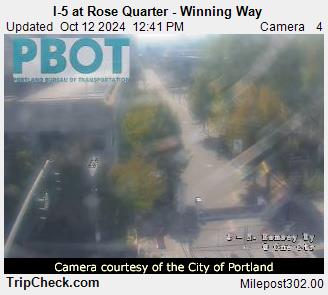 I-5 at Rose Quarter - Winning Way
Updated Oct 12 2024 12:41 PM Camera 4
PBOT
PORTLAND BUREAU OF TRANSPORTATION
Camera courtesy of the City of Portland
TripCheck.com Milepost302.00